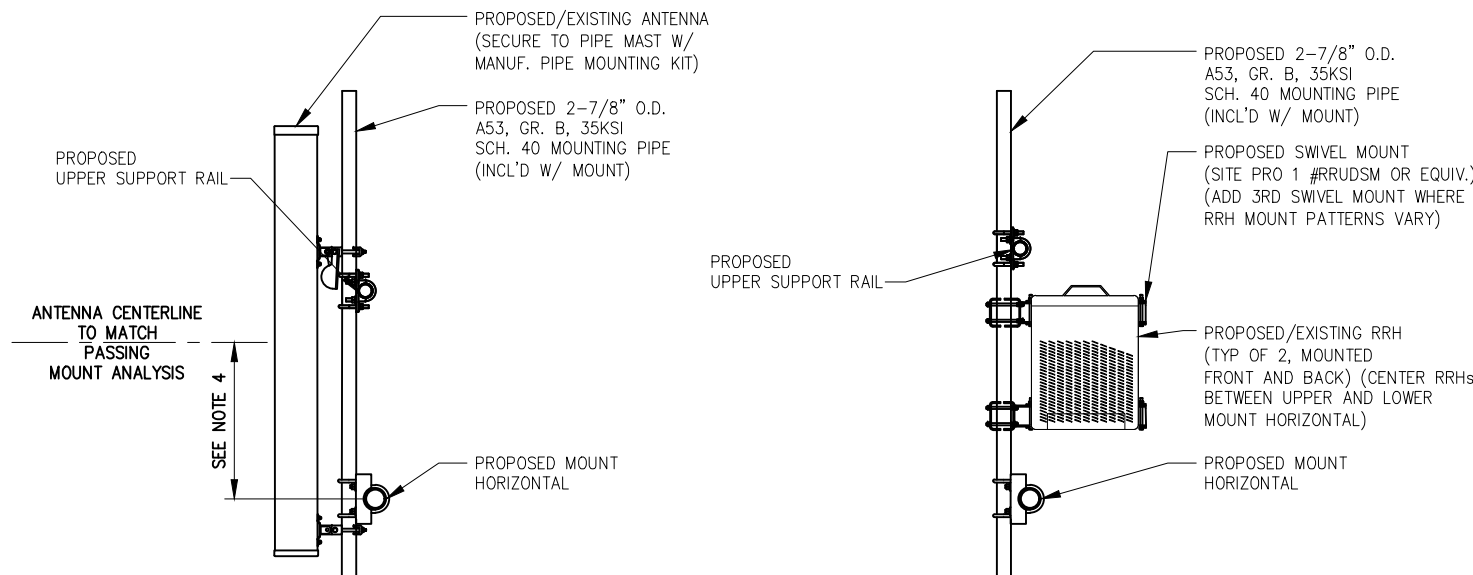 PROPOSED/EXISTING ANTENNA
(SECURE TO PIPE MAST W/
MANUF. PIPE MOUNTING KIT)
PROPOSED 2-7/8" O.D.
A53, GR. B, 35KSI
SCH. 40 MOUNTING PIPE
(INCL'D W/ MOUNT)
PROPOSED
UPPER SUPPORT RAIL
ANTENNA CENTERLINE
TO MATCH
PASSING
MOUNT ANALYSIS
SEE NOTE 4
PROPOSED MOUNT
HORIZONTAL
PROPOSED 2-7/8" O.D.
A53, GR. B, 35KSI
SCH. 40 MOUNTING PIPE
(INCL'D W/ MOUNT)
PROPOSED SWIVEL MOUNT
(SITE PRO 1 #RRUDSM OR EQUIV.)
(ADD 3RD SWIVEL MOUNT WHERE
RRH MOUNT PATTERNS VARY)
PROPOSED
UPPER SUPPORT RAIL
PROPOSED/EXISTING RRH
(TYP OF 2, MOUNTED
FRONT AND BACK) (CENTER RRHs
BETWEEN UPPER AND LOWER
MOUNT HORIZONTAL)
PROPOSED MOUNT
HORIZONTAL